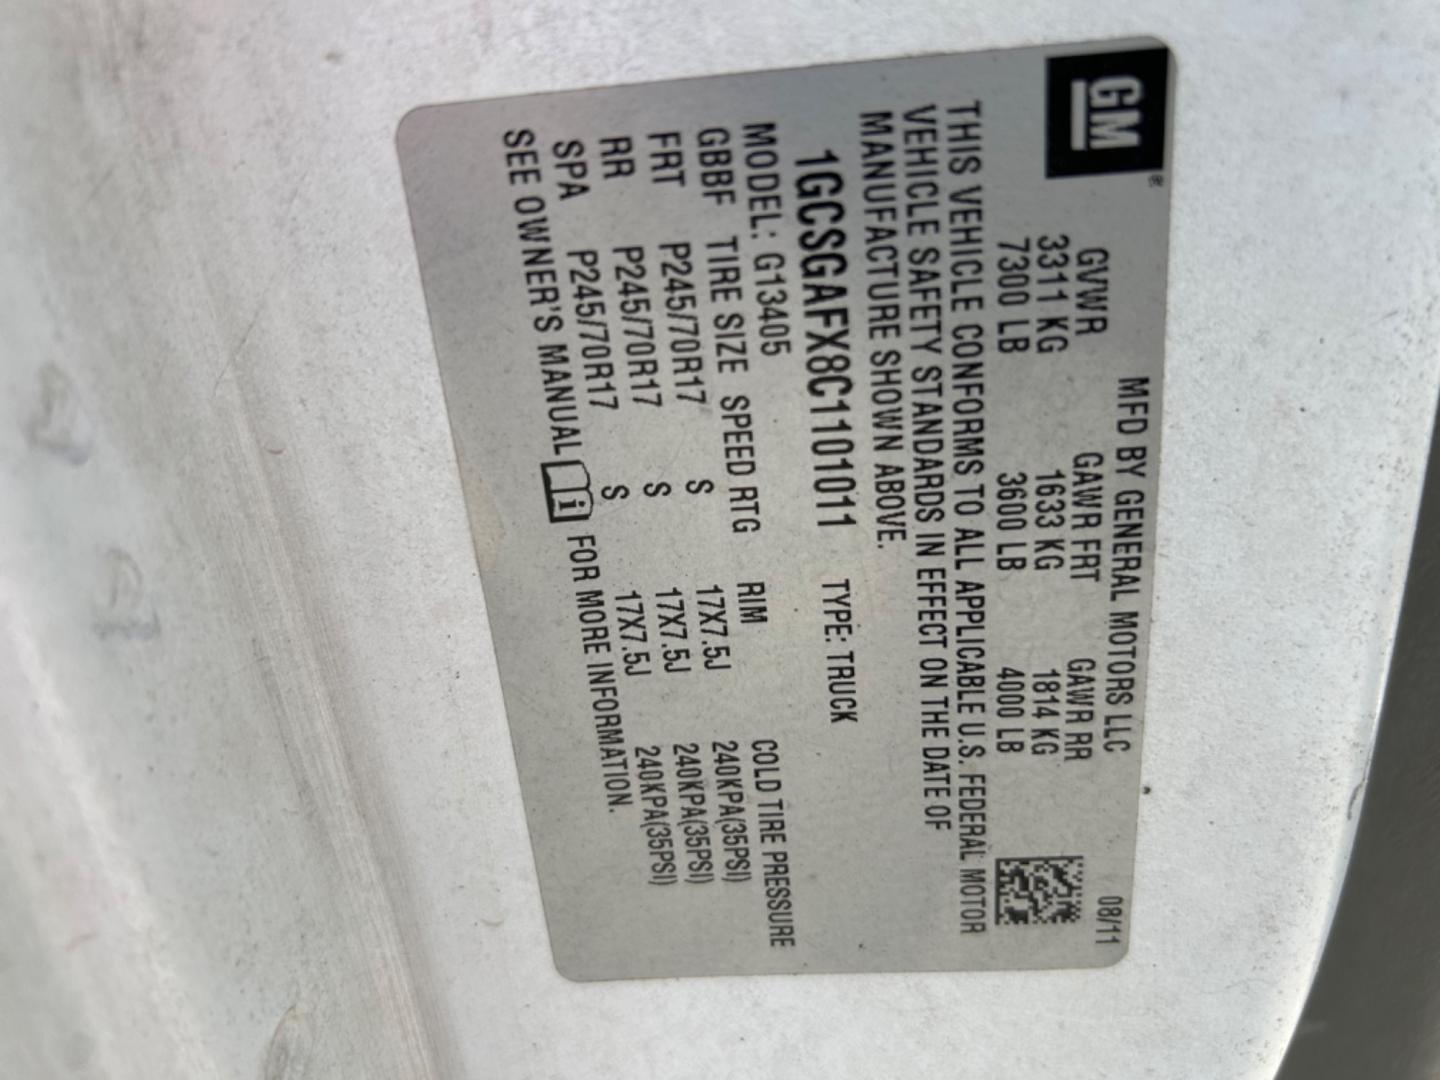 GM
MFD BY GENERAL MOTORS LLC 08/11
GVWR GAWR FRT GAWR RR
3311 KG 1633 KG 1814 KG
7300 LB 3600 LB 4000 LB
THIS VEHICLE CONFORMS TO ALL APPLICABLE U.S. FEDERAL MOTOR
VEHICLE SAFETY STANDARDS IN EFFECT ON THE DATE OF
MANUFACTURE SHOWN ABOVE.
1GCSGAFX8C1101011 TYPE: TRUCK
MODEL: G13405
GBBF TIRE SIZE SPEED RTG RIM COLD TIRE PRESSURE
FRT P245/70R17 S 17X7.5J 240KPA(35PSI)
RR P245/70R17 S 17X7.5J 240KPA(35PSI)
SPA P245/70R17 S 17X7.5J 240KPA(35PSI)
SEE OWNER'S MANUAL i FOR MORE INFORMATION.